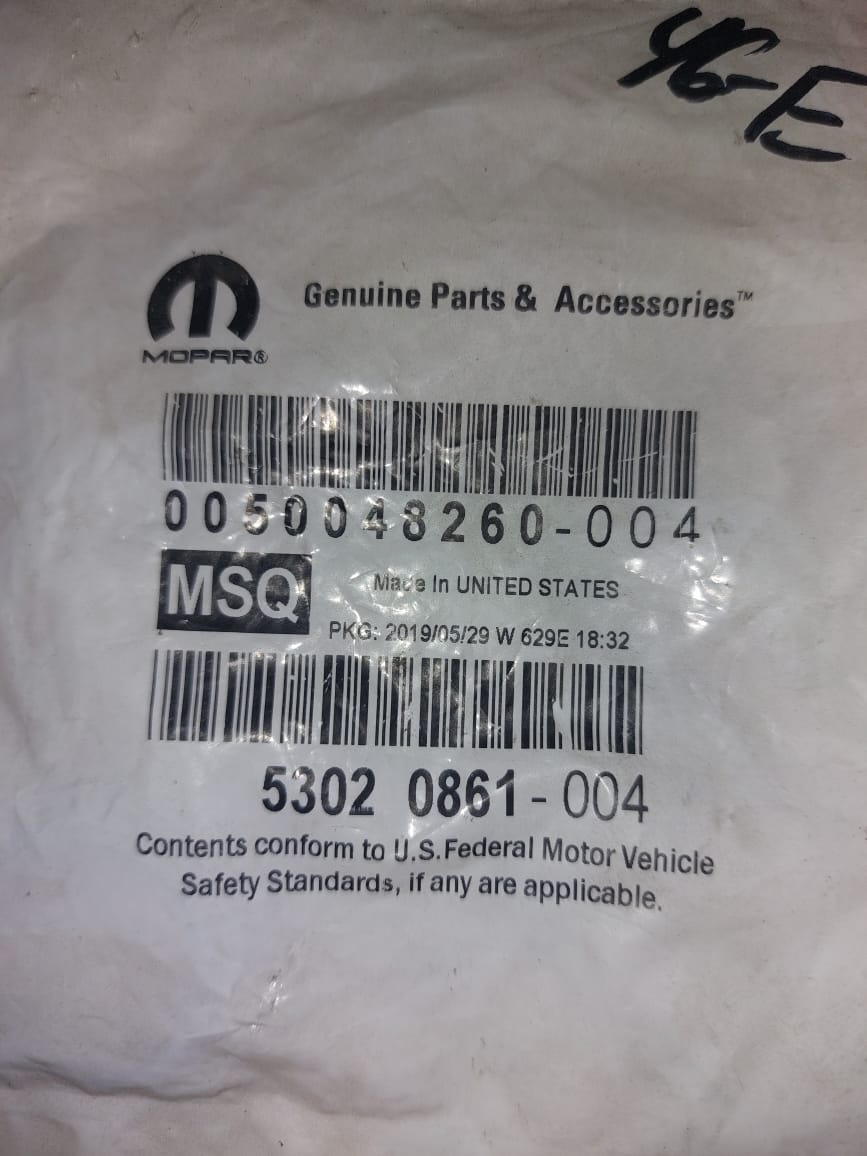 46-E
Genuine Parts & Accessories™
MOPAR®
0050048260-004
MSQ
Made In UNITED STATES
PKG: 2019/05/29 W 629E 18:32
5302 0861-004
Contents conform to U.S.Federal Motor Vehicle
Safety Standards, if any are applicable.